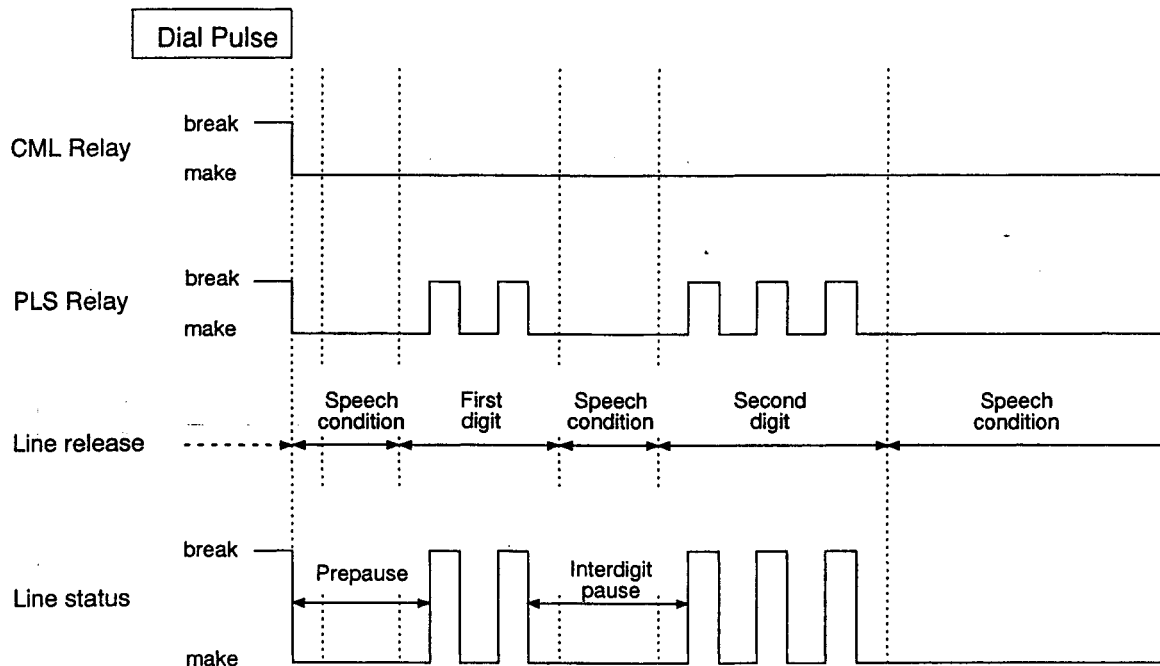 Dial Pulse
CML Relay
break
make
PLS Relay
break
make
Line release
Speech
condition
First
digit
Speech
condition
Second
digit
Speech
condition
Line status
break
make
Prepause
Interdigit
pause